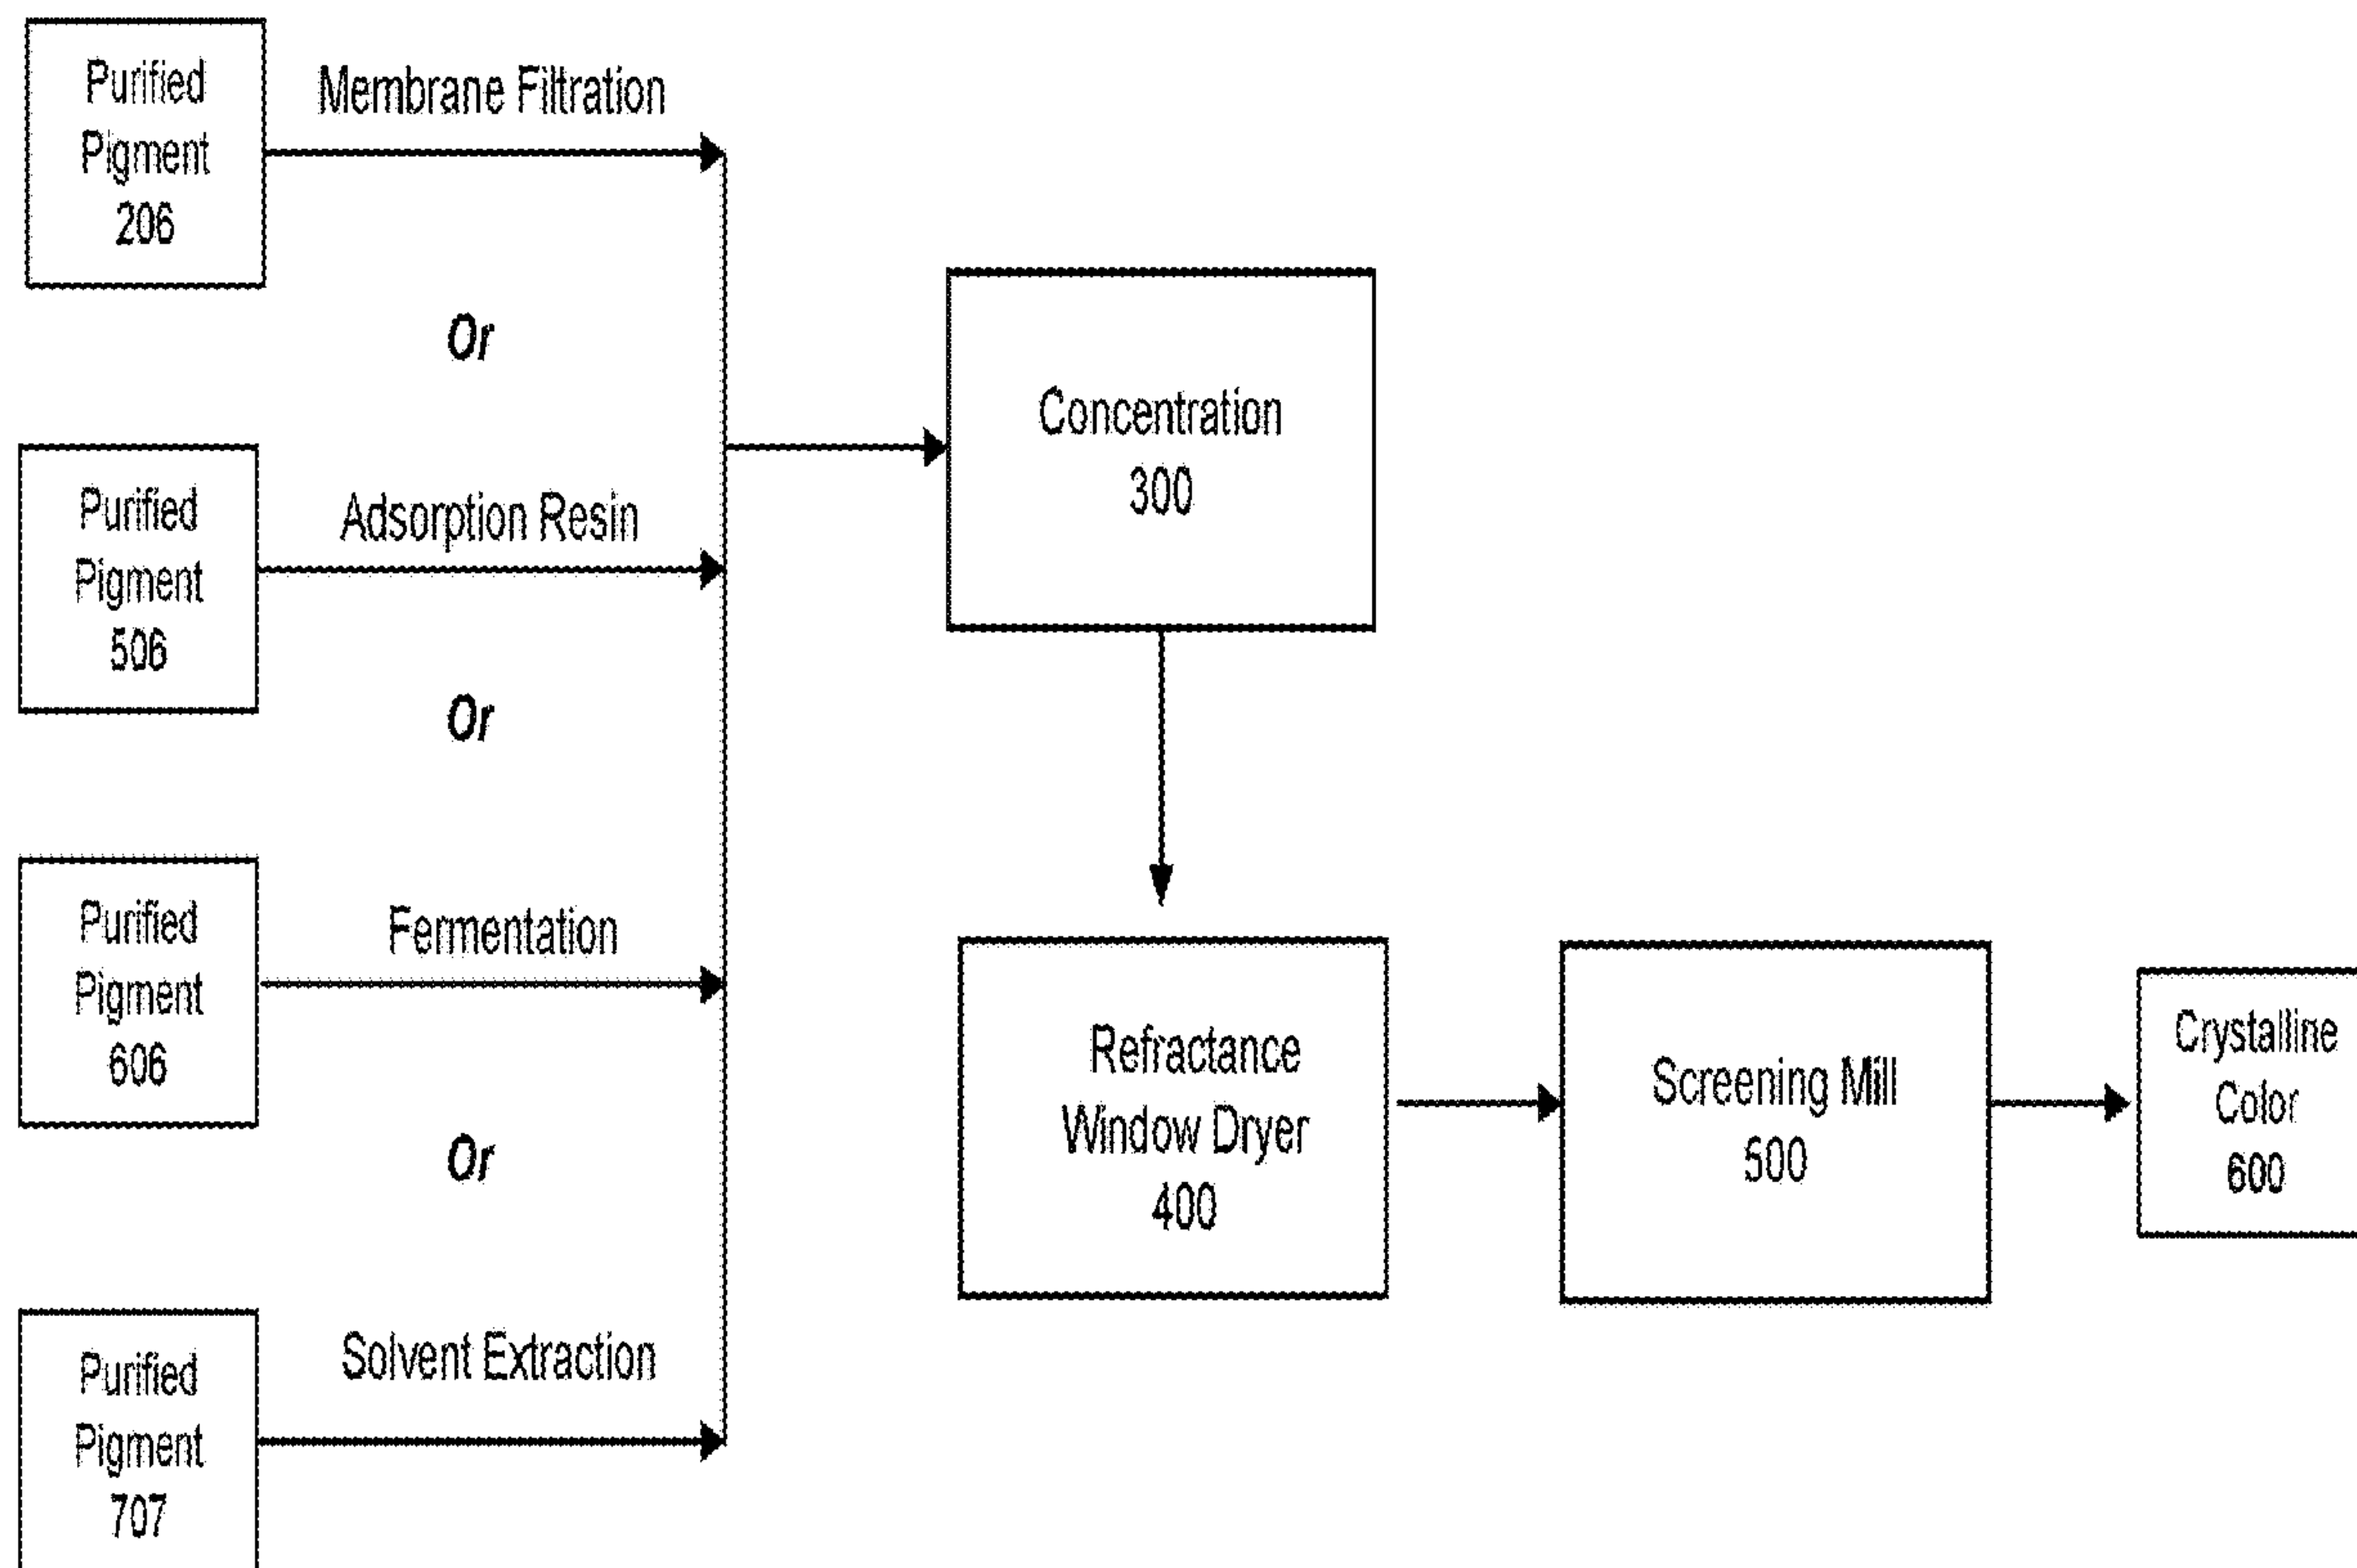 Purified
Pigment
206
Membrane Filtration
Or
Purified
Pigment
506
Adsorption Resin
Or
Purified
Pigment
606
Fermentation
Or
Purified
Pigment
707
Solvent Extraction
Concentration
300
Refractance
Window Dryer
400
Screening Mill
500
Crystalline
Color
600